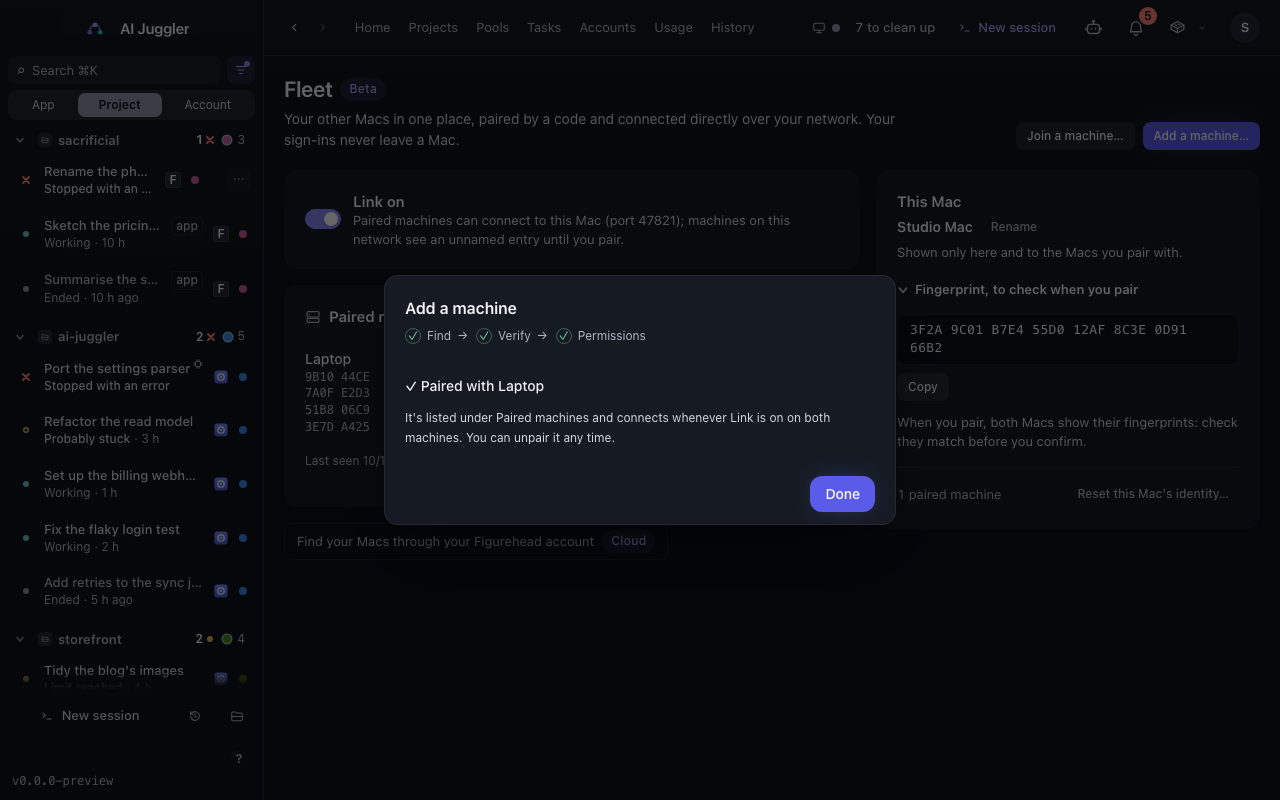 AI Juggler
Search ⌘K
App
Project
Account
sacrificial
1
3
Rename the ph...
Stopped with an ...
F
Sketch the pricin...
app
Working · 10 h
F
Summarise the s...
app
Ended · 10 h ago
F
ai-juggler
2
5
Port the settings parser
Stopped with an error
Refactor the read model
Probably stuck · 3 h
Set up the billing webh...
Working · 1 h
Fix the flaky login test
Working · 2 h
Add retries to the sync j...
Ended · 5 h ago
storefront
2
4
Tidy the blog's images
New session
?
v0.0.0-preview
Home
Projects
Pools
Tasks
Accounts
Usage
History
7 to clean up
New session
5
S
Fleet
Beta
Your other Macs in one place, paired by a code and connected directly over your network. Your
sign-ins never leave a Mac.
Join a machine...
Add a machine...
Link on
Paired machines can connect to this Mac (port 47821); machines on this
network see an unnamed entry until you pair.
Paired
Laptop
9B10 44CE
7A0F E2D3
51B8 06C9
3E7D A425
Last seen 10/1
Find your Macs through your Figurehead account
Cloud
This Mac
Studio Mac
Rename
Shown only here and to the Macs you pair with.
Fingerprint, to check when you pair
3F2A 9C01 B7E4 55D0 12AF 8C3E 0D91
66B2
Copy
When you pair, both Macs show their fingerprints: check
they match before you confirm.
1 paired machine
Reset this Mac's identity...
Add a machine
Find → Verify → Permissions
✓ Paired with Laptop
It's listed under Paired machines and connects whenever Link is on on both
machines. You can unpair it any time.
Done